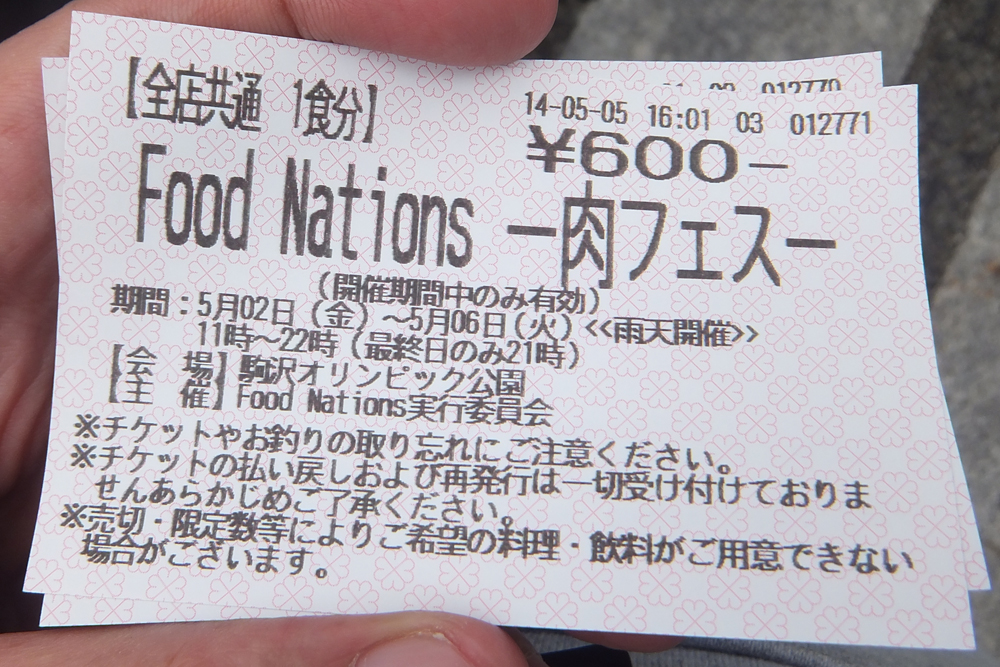 012770
【全店共通 1食分】
14-05-05 16:01 03 012771
¥600-
Food Nations ー肉フェスー
(開催期間中のみ有効)
期間：5月02日(金)～5月06日(火)<<雨天開催>>
11時～22時(最終日のみ21時)
【会 場】駒沢オリンピック公園
【主 催】Food Nations実行委員会
※チケットやお釣りの取り忘れにご注意ください。
※チケットの払い戻しおよび再発行は一切受け付けておりま
せんあらかじめご了承ください。
※売切・限定数等によりご希望の料理・飲料がご用意できない
場合がございます。